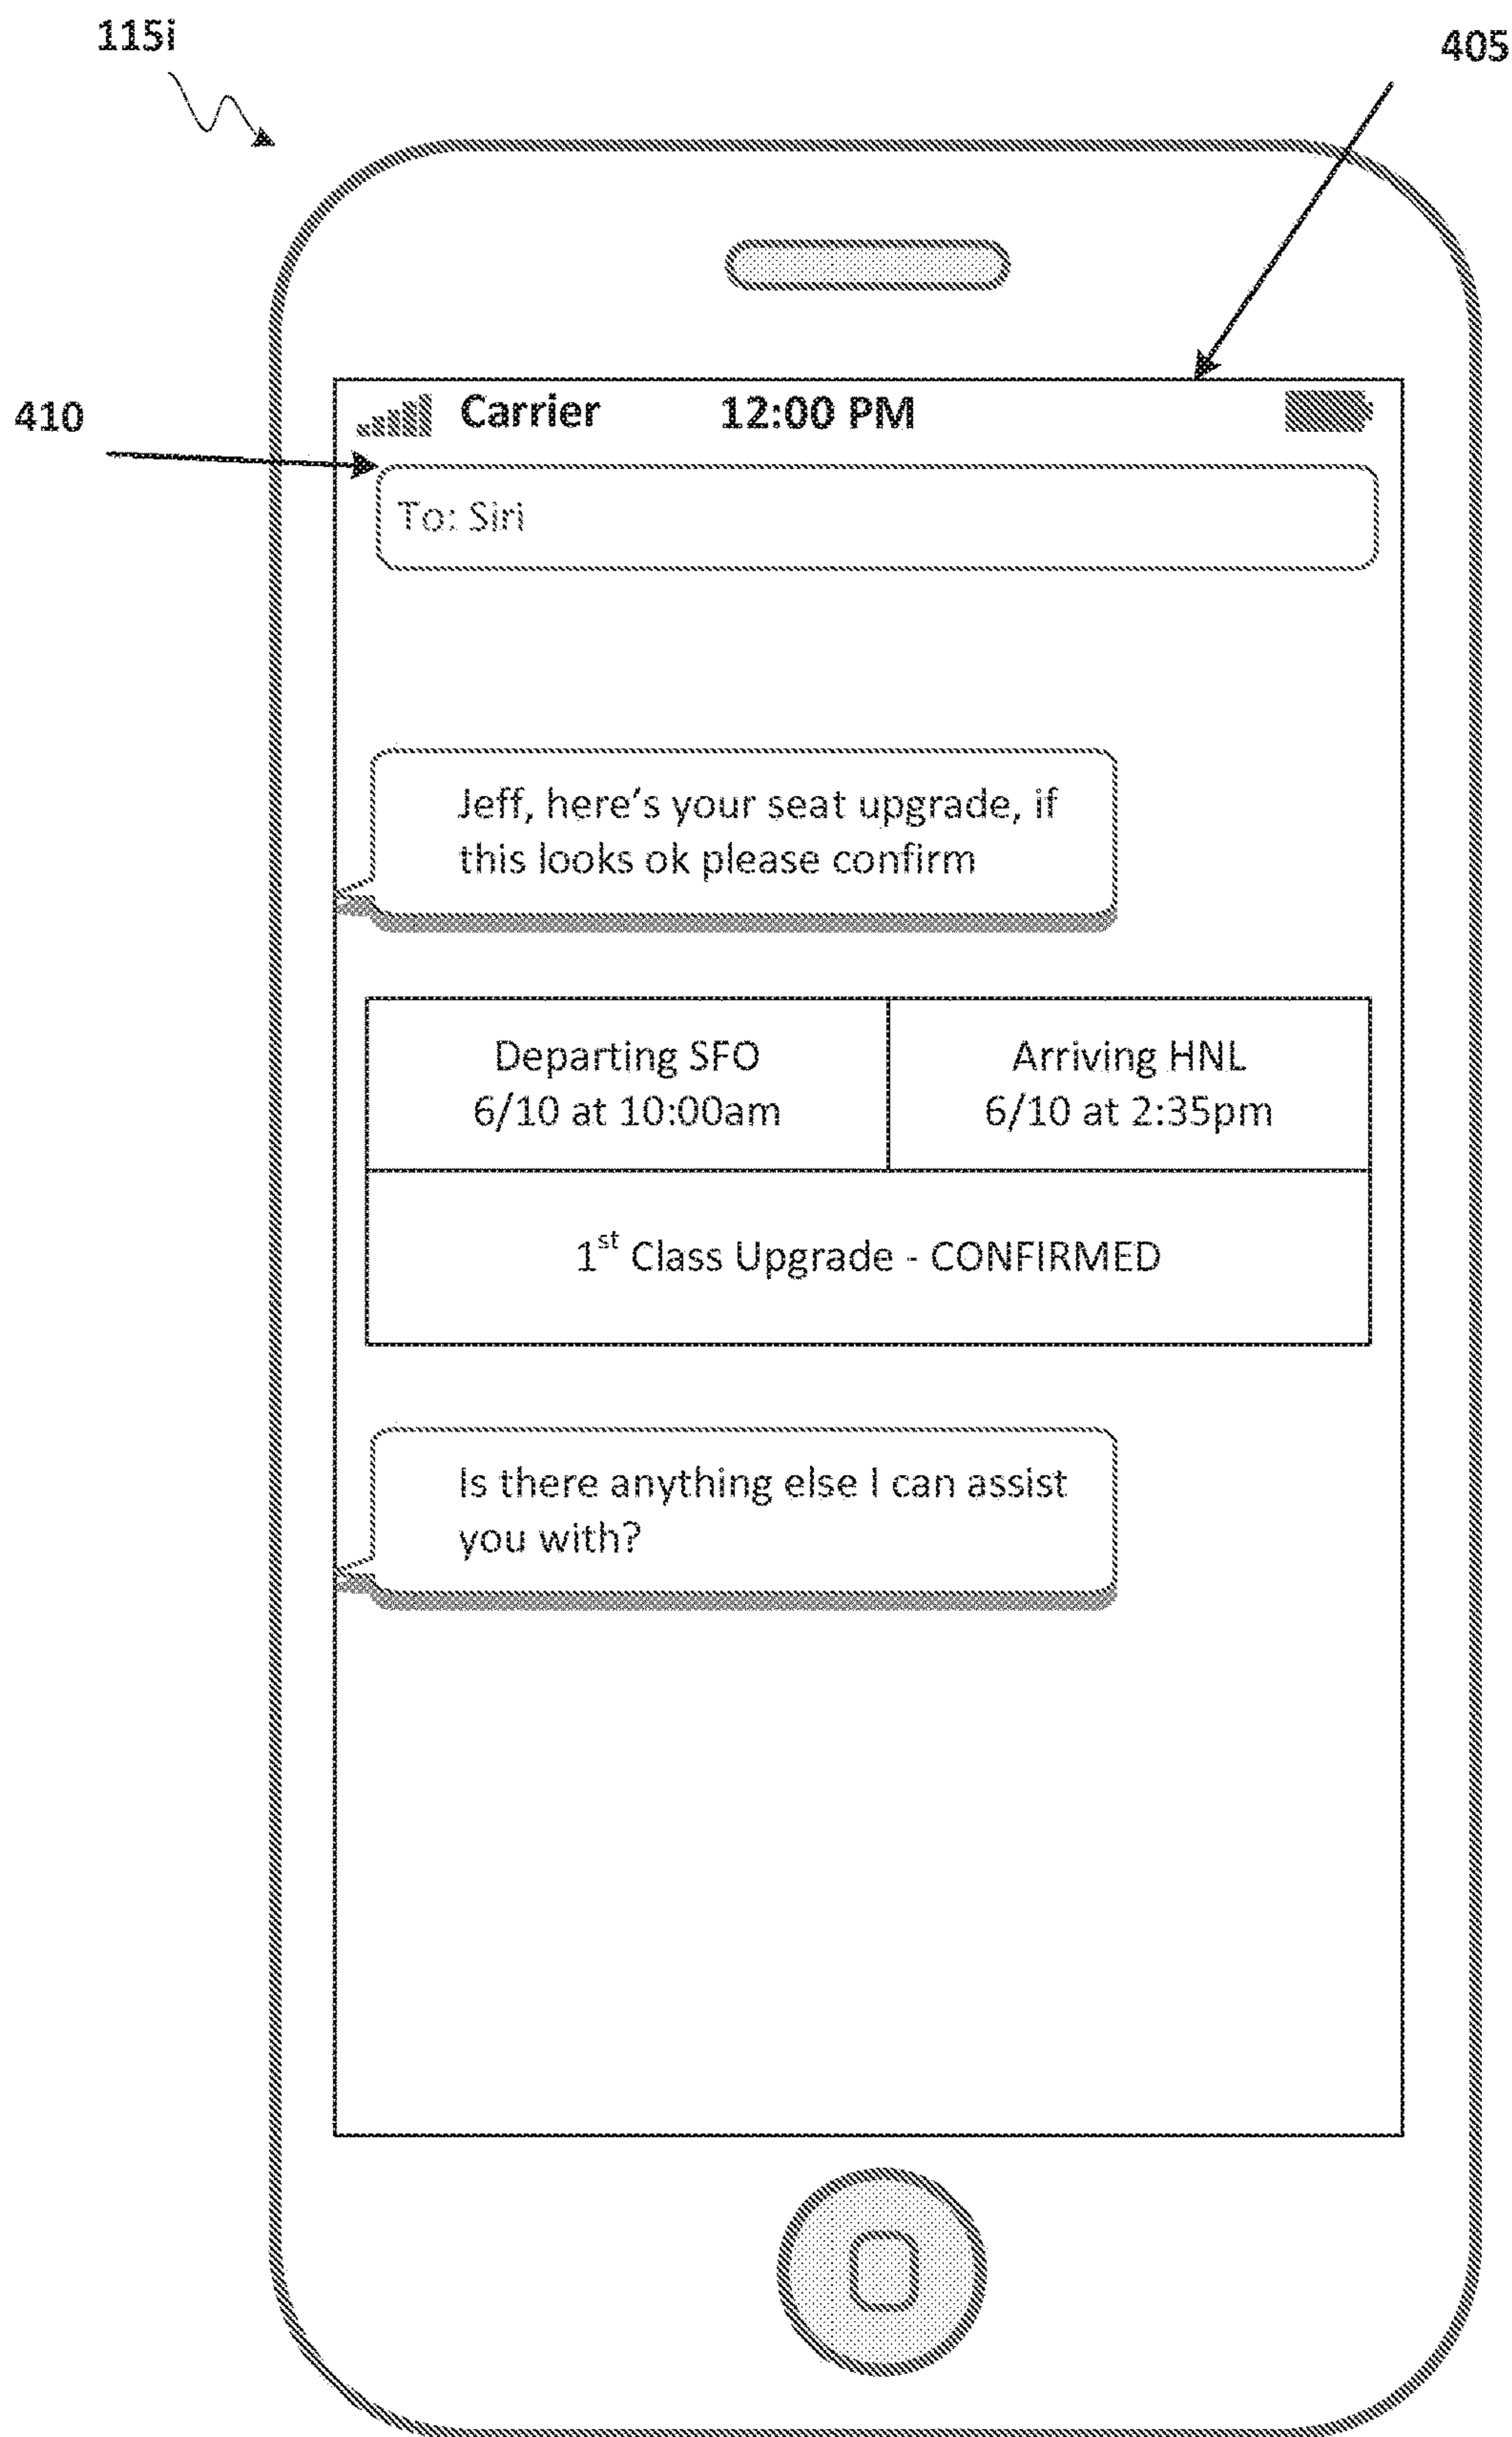 115i
405
410
Carrier 12:00 PM
To: Siri
Jeff, here's your seat upgrade, if
this looks ok please confirm
Departing SFO
6/10 at 10:00am
Arriving HNL
6/10 at 2:35pm
1st Class Upgrade - CONFIRMED
Is there anything else I can assist
you with?